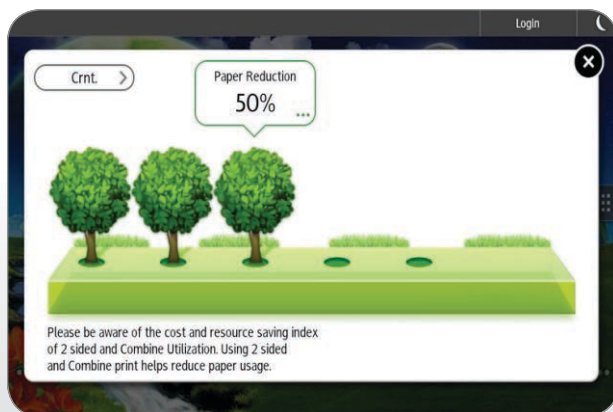 Login
Crnt.
Paper Reduction
50%
Please be aware of the cost and resource saving index
of 2 sided and Combine Utilization. Using 2 sided
and Combine print helps reduce paper usage.